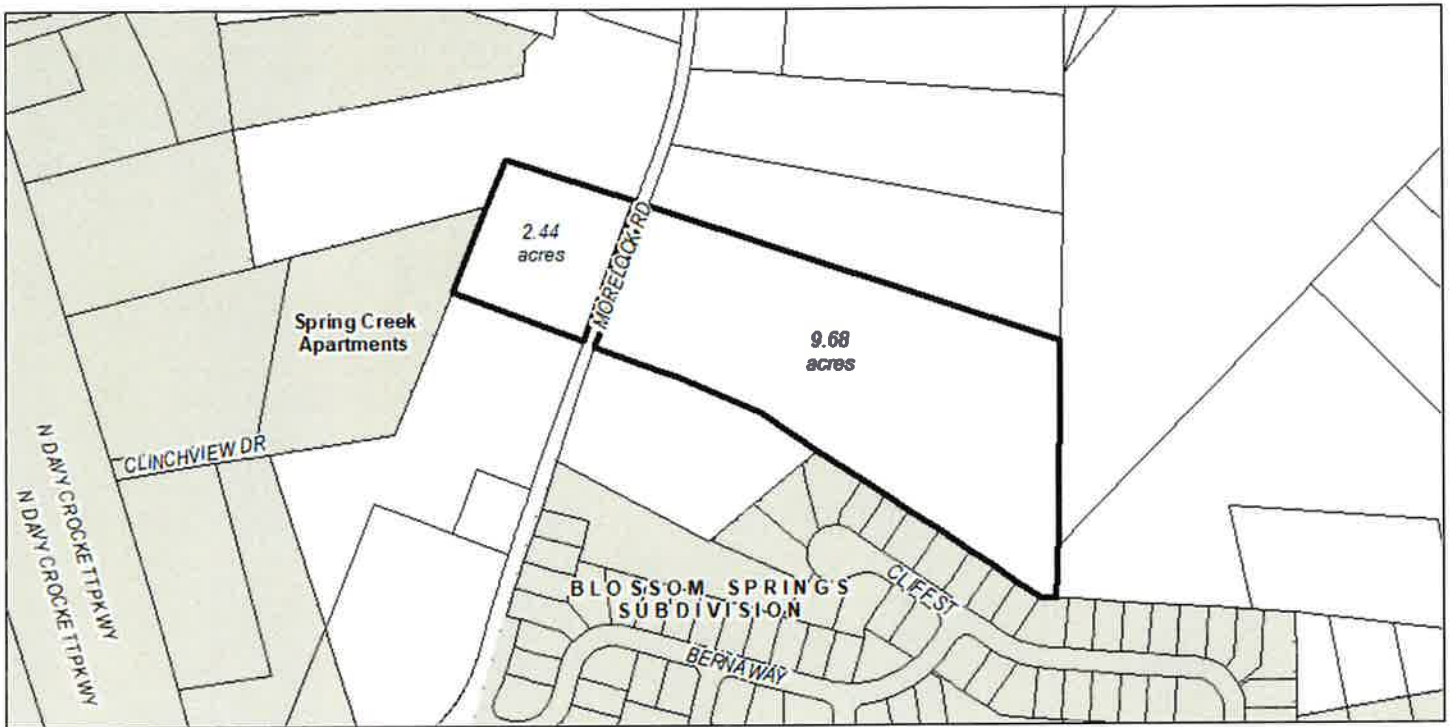 2.44
acres
MORELOCK RD
9.68
acres
Spring Creek
Apartments
CLINCHVIEW DR
N DAVY CROCKETT PKWY
N DAVY CROCKETT PKWY
BLOSSOM SPRINGS
SUBDIVISION
CLIFF ST
BERNA WAY